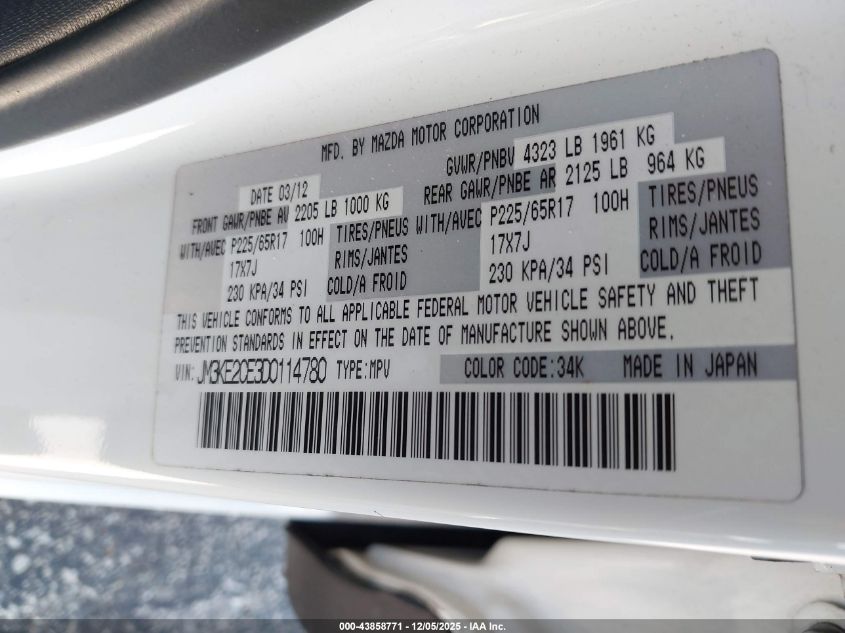 MFD. BY MAZDA MOTOR CORPORATION
DATE 03/12 GVWR/PNBV 4323 LB 1961 KG
FRONT GAWR/PNBE AV 2205 LB 1000 KG REAR GAWR/PNBE AR 2125 LB 964 KG
WITH/AVEC P225/65R17 100H TIRES/PNEUS WITH/AVEC P225/65R17 100H TIRES/PNEUS
17X7J RIMS/JANTES 17X7J RIMS/JANTES
230 KPA/34 PSI COLD/A FROID 230 KPA/34 PSI COLD/A FROID
THIS VEHICLE CONFORMS TO ALL APPLICABLE FEDERAL MOTOR VEHICLE SAFETY AND THEFT
PREVENTION STANDARDS IN EFFECT ON THE DATE OF MANUFACTURE SHOWN ABOVE.
VIN: JM3KE2CE3D0114780 TYPE:MPV COLOR CODE:34K MADE IN JAPAN
000-43858771 - 12/05/2025 - IAA Inc.